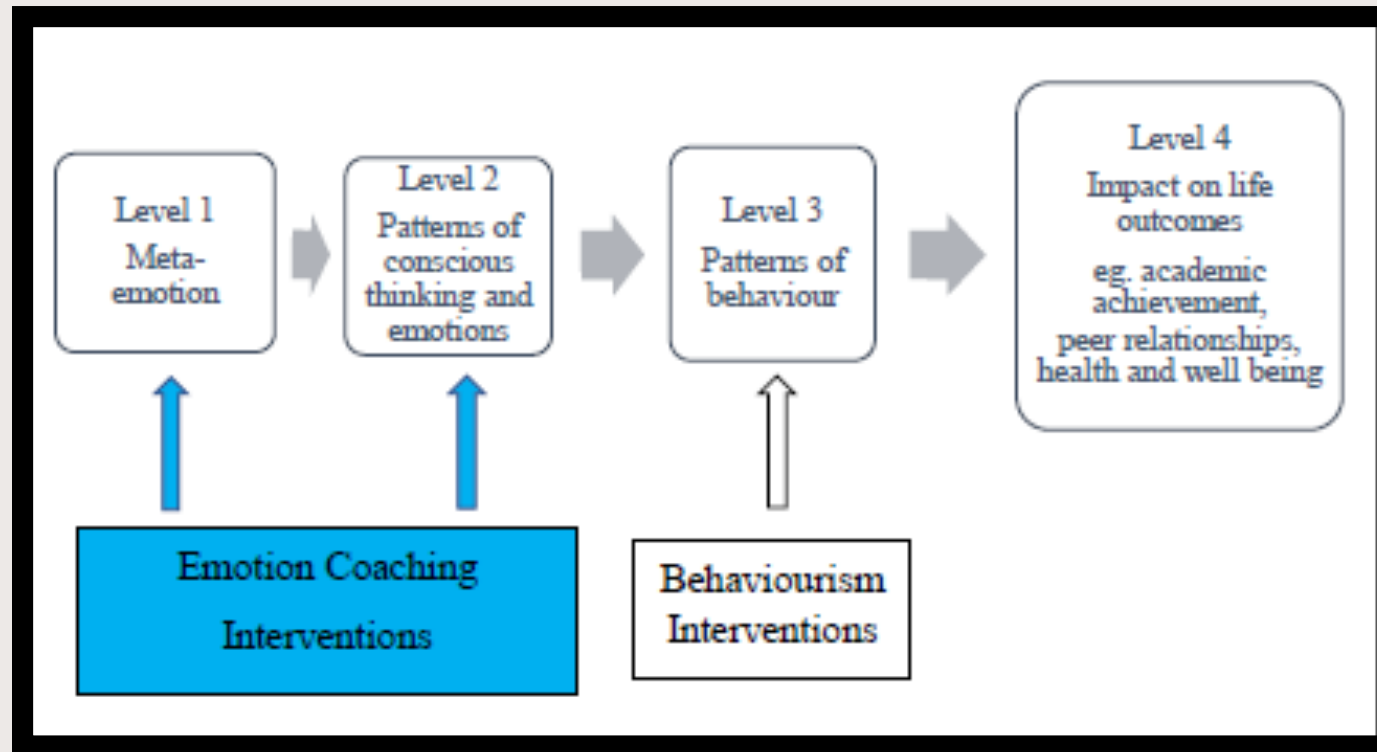 Level 1
Meta-
emotion
Level 2
Patterns of
conscious
thinking and
emotions
Level 3
Patterns of
behaviour
Level 4
Impact on life
outcomes
eg. academic
achievement,
peer relationships,
health and well being
Emotion Coaching
Interventions
Behaviourism
Interventions